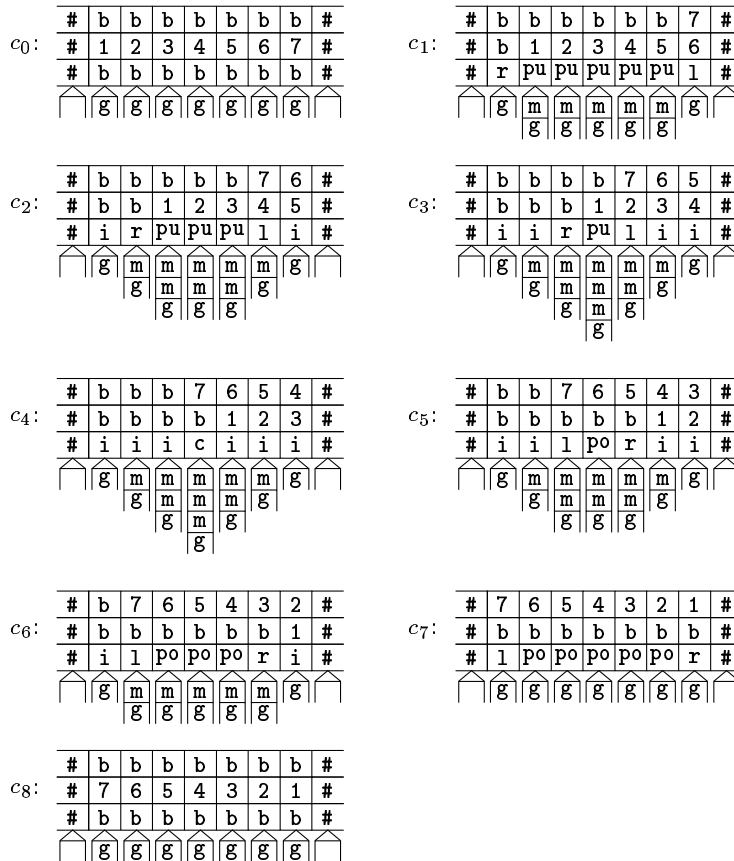 # b b b b b b b #
c0: # 1 2 3 4 5 6 7 #
# b b b b b b b #
g g g g g g g
# b b b b b b 7 #
c1: # b 1 2 3 4 5 6 #
# r pu pu pu pu pu l #
g m m m m m g
g g g g g
# b b b b b 7 6 #
c2: # b b 1 2 3 4 5 #
# i r pu pu pu l i #
g m m m m m g
g m m m g
g g g
# b b b b 7 6 5 #
c3: # b b b 1 2 3 4 #
# i i r pu l i i #
g m m m m m g
g m m m g
g m g
g
# b b b 7 6 5 4 #
c4: # b b b b 1 2 3 #
# i i i c i i i #
g m m m m m g
g m m m g
g m g
g
# b b 7 6 5 4 3 #
c5: # b b b b b 1 2 #
# i i l po r i i #
g m m m m m g
g m m m g
g g g
# b 7 6 5 4 3 2 #
c6: # b b b b b b 1 #
# i l po po po r i #
g m m m m m g
g g g g g
# 7 6 5 4 3 2 1 #
c7: # b b b b b b b #
# l po po po po po r #
g g g g g g g
# b b b b b b b #
c8: # 7 6 5 4 3 2 1 #
# b b b b b b b #
g g g g g g g